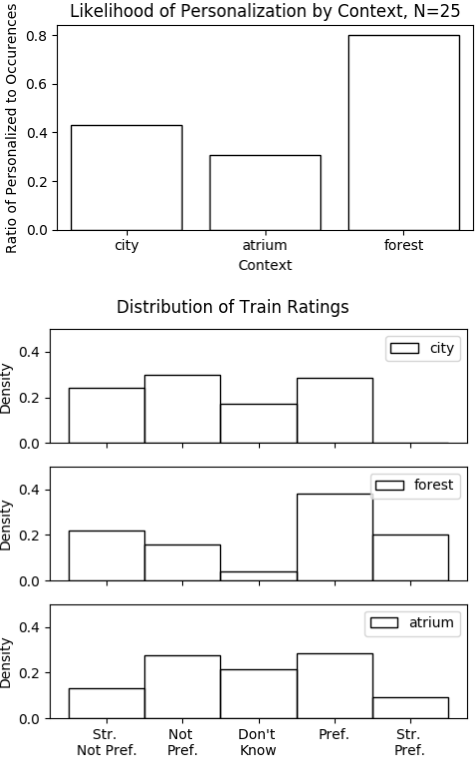 Likelihood of Personalization by Context, N=25
Ratio of Personalized to Occurences
0.8
0.6
0.4
0.2
0.0
city atrium forest
Context
Distribution of Train Ratings
Density
0.4
0.2
0.0
city
Density
0.4
0.2
0.0
forest
Density
0.4
0.2
0.0
atrium
Str. Not Don't Pref. Str.
Not Pref. Pref. Know Pref.